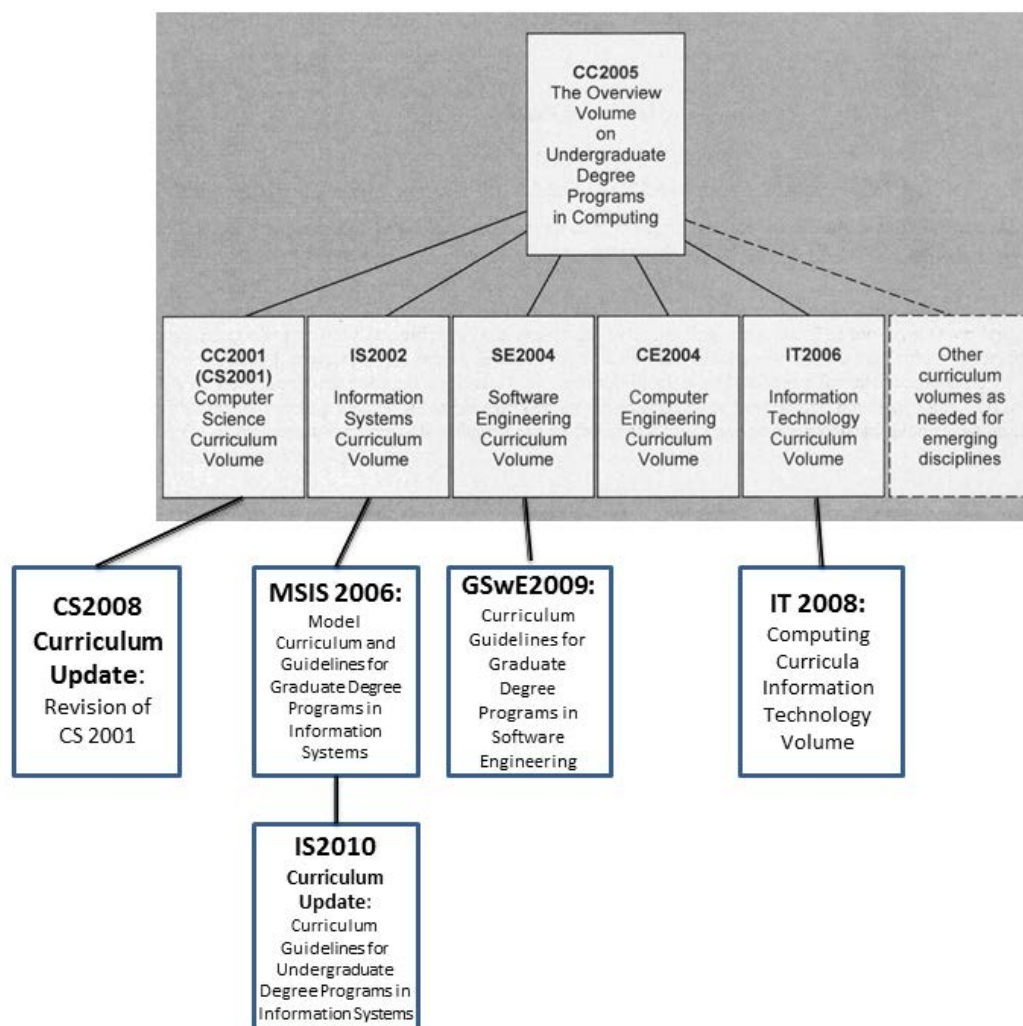 CC2005
The Overview
Volume
on
Undergraduate
Degree
Programs
in Computing
CC2001
(CS2001)
Computer
Science
Curriculum
Volume
IS2002
Information
Systems
Curriculum
Volume
SE2004
Software
Engineering
Curriculum
Volume
CE2004
Computer
Engineering
Curriculum
Volume
IT2006
Information
Technology
Curriculum
Volume
Other
curriculum
volumes as
needed for
emerging
disciplines
CS2008
Curriculum
Update:
Revision of
CS 2001
MSIS 2006:
Model
Curriculum and
Guidelines for
Graduate Degree
Programs in
Information
Systems
GSwE2009:
Curriculum
Guidelines for
Graduate
Degree
Programs in
Software
Engineering
IT 2008:
Computing
Curricula
Information
Technology
Volume
IS2010
Curriculum
Update:
Curriculum
Guidelines for
Undergraduate
Degree Programs in
Information Systems